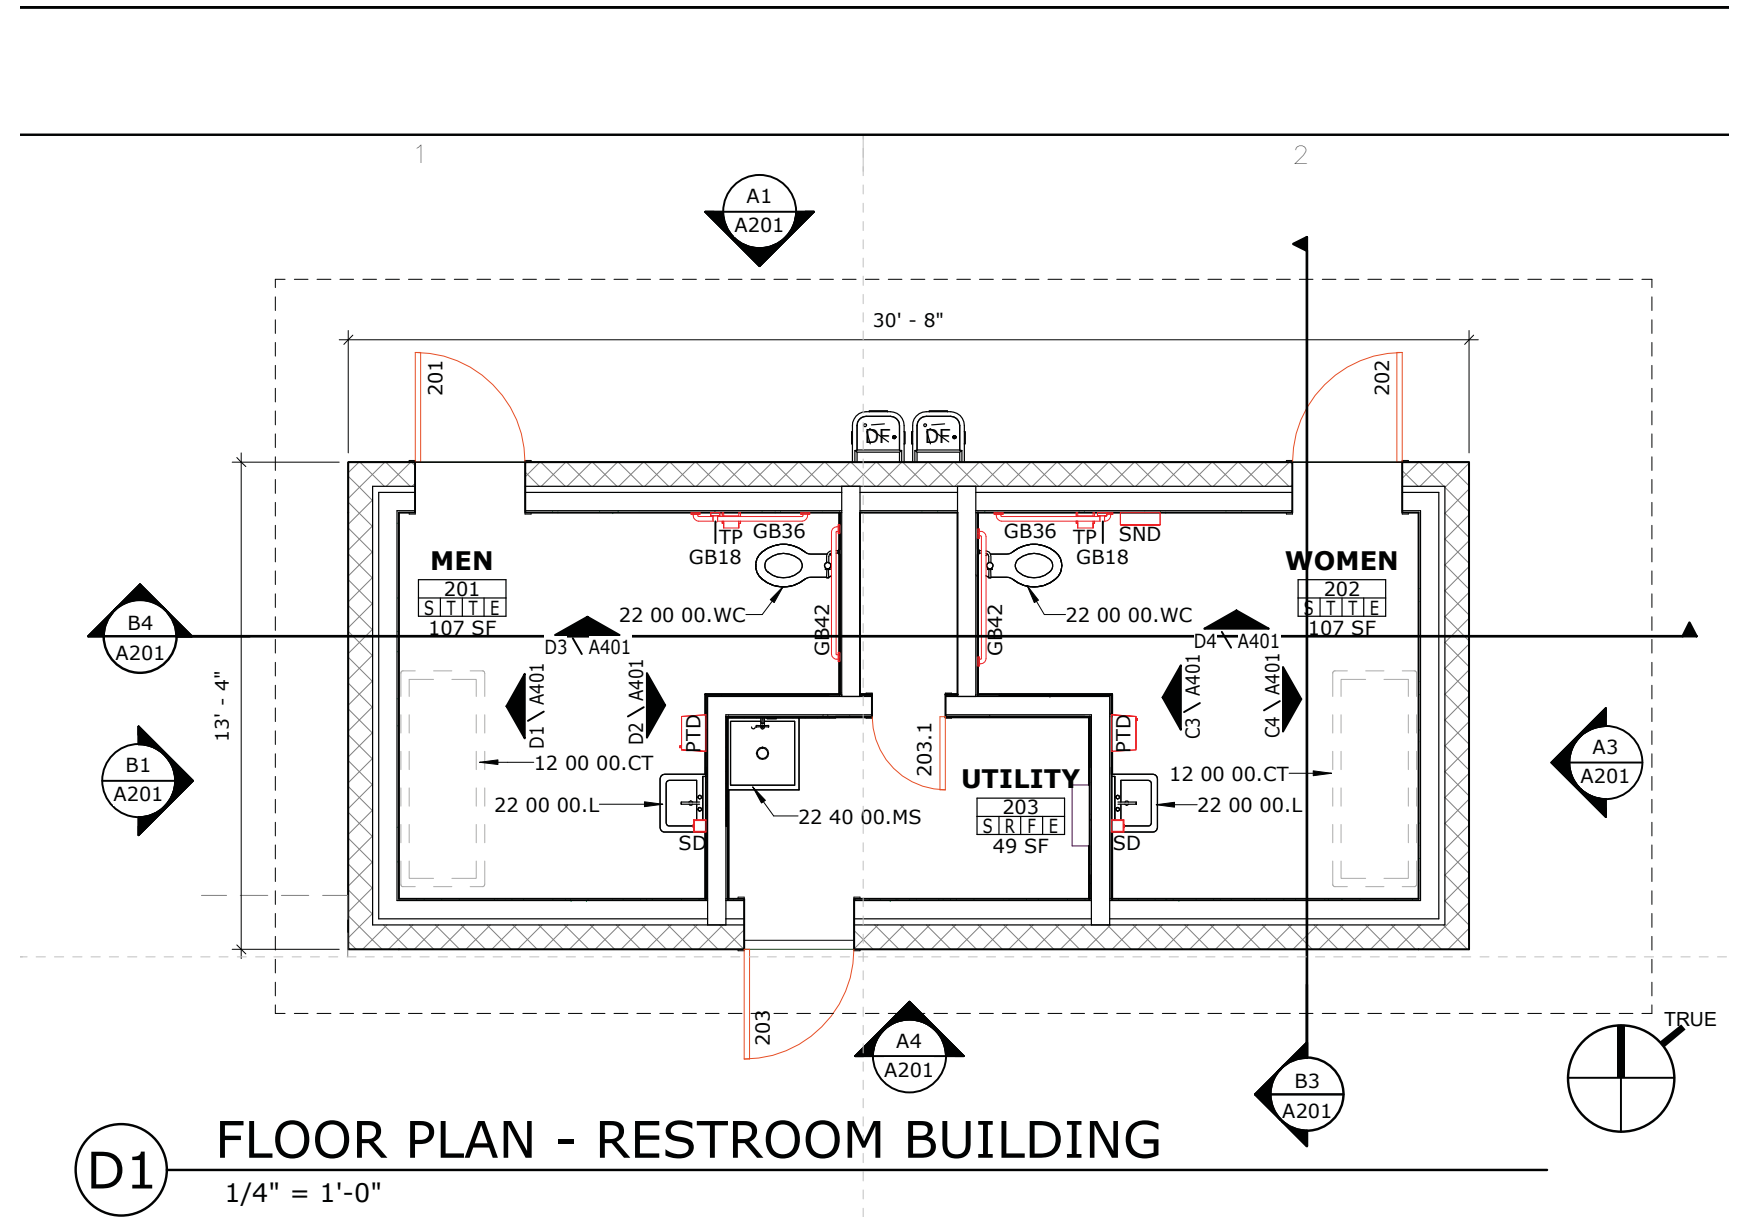 1
2
A1
A201
30' - 8"
201
202
DF
DF
TP
GB36
GB18
GB36
TP
SND
GB18
MEN
201
S T T E
107 SF
WOMEN
202
S T T E
107 SF
22 00 00.WC
22 00 00.WC
GB42
GB42
B4
A201
D3 \ A401
D4 \ A401
D1 \ A401
D2 \ A401
C3 \ A401
C4 \ A401
13' - 4"
PTD
PTD
203.1
B1
A201
A3
A201
12 00 00.CT
12 00 00.CT
UTILITY
203
S R F E
49 SF
22 00 00.L
22 00 00.L
22 40 00.MS
SD
SD
203
TRUE
A4
A201
B3
A201
D1
FLOOR PLAN - RESTROOM BUILDING
1/4" = 1'-0"